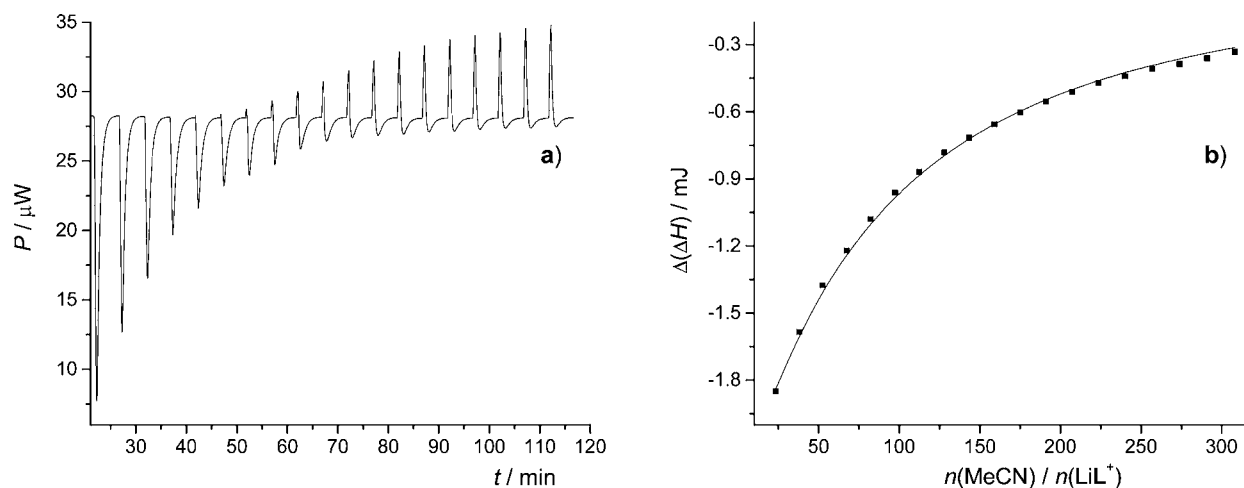 35
30
25
20
15
10
P / μW
20 30 40 50 60 70 80 90 100 110 120
t / min
a)
-0.3
-0.6
-0.9
-1.2
-1.5
-1.8
Δ(ΔH) / mJ
50 100 150 200 250 300
n(MeCN) / n(LiL⁺)
b)